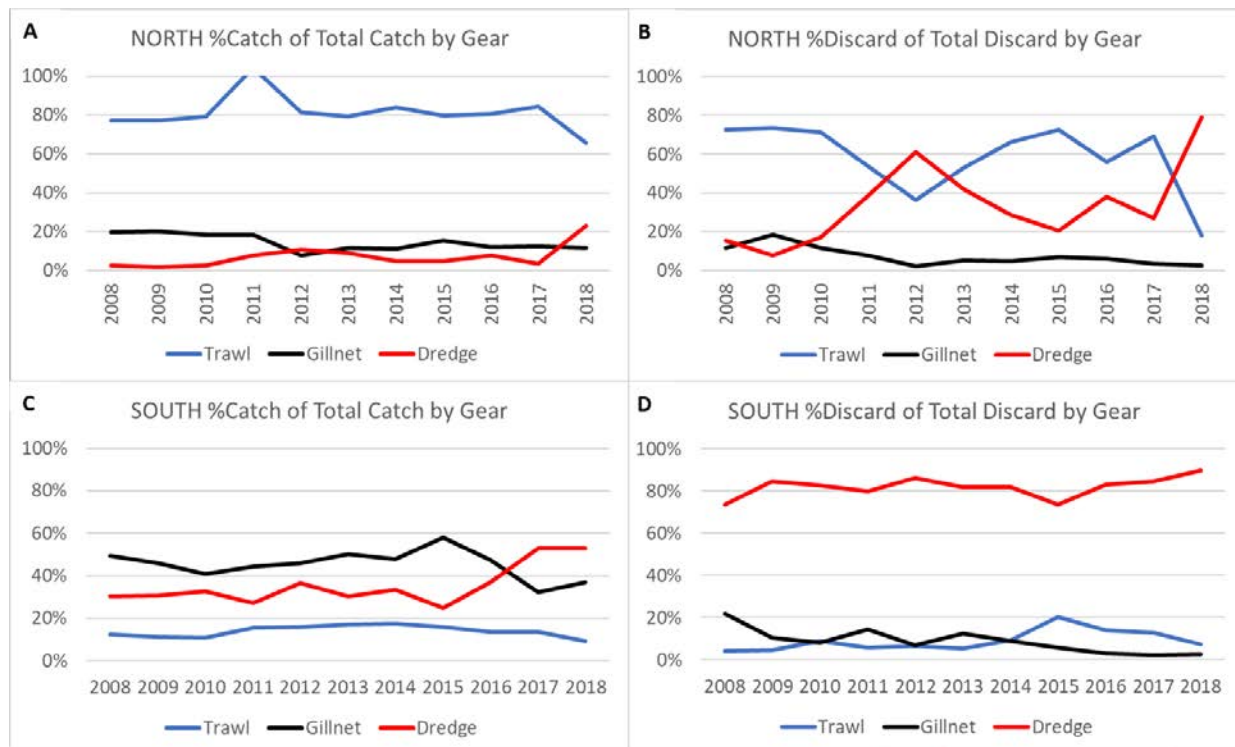 A
NORTH %Catch of Total Catch by Gear
100%
80%
60%
40%
20%
0%
2008 2009 2010 2011 2012 2013 2014 2015 2016 2017 2018
Trawl Gillnet Dredge
B
NORTH %Discard of Total Discard by Gear
100%
80%
60%
40%
20%
0%
2008 2009 2010 2011 2012 2013 2014 2015 2016 2017 2018
Trawl Gillnet Dredge
C
SOUTH %Catch of Total Catch by Gear
100%
80%
60%
40%
20%
0%
2008 2009 2010 2011 2012 2013 2014 2015 2016 2017 2018
Trawl Gillnet Dredge
D
SOUTH %Discard of Total Discard by Gear
100%
80%
60%
40%
20%
0%
2008 2009 2010 2011 2012 2013 2014 2015 2016 2017 2018
Trawl Gillnet Dredge